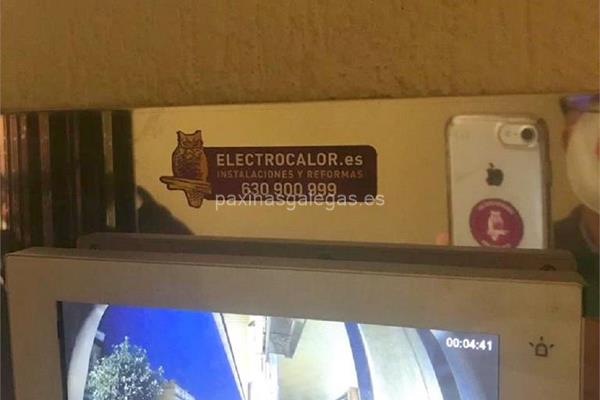 ELECTROCALOR.es
INSTALACIONES Y REFORMAS
630 900 999
paxinasgalegas.es
00:04:41